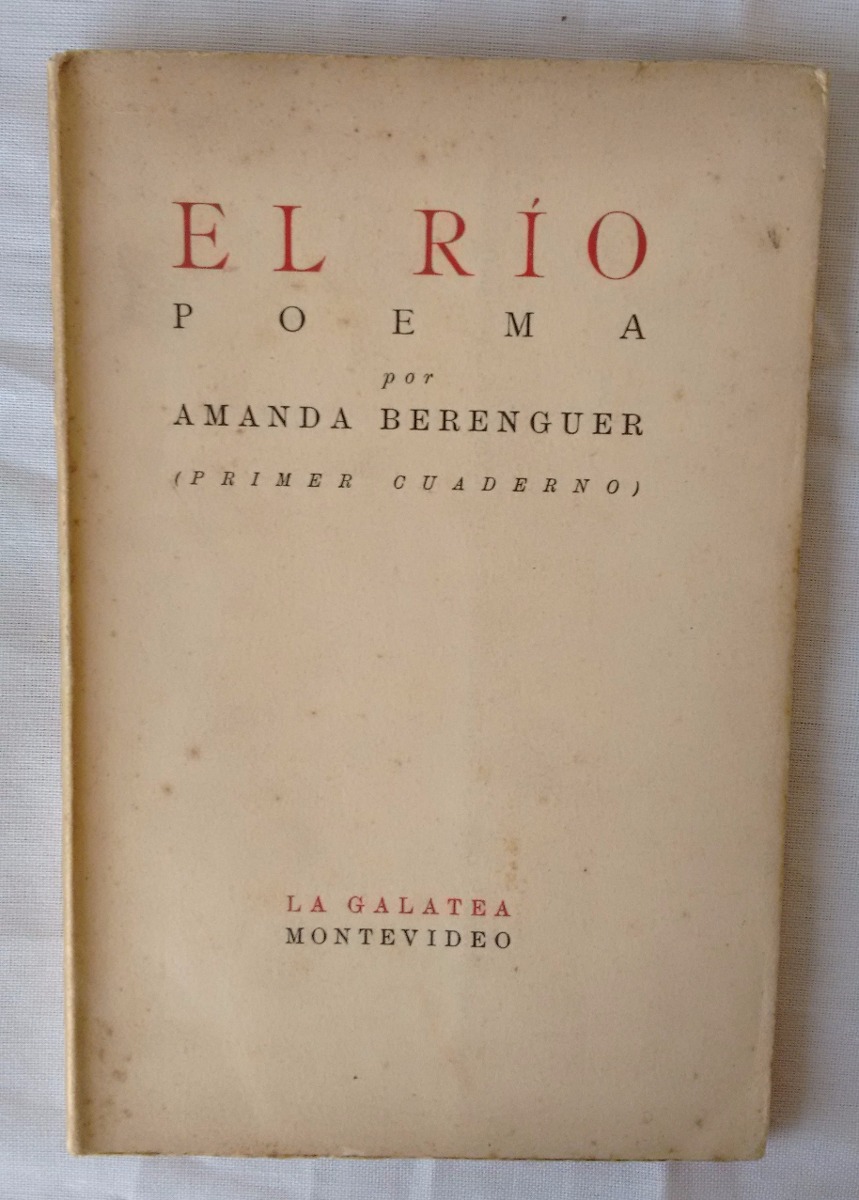 EL RÍO
POEMA
por
AMANDA BERENGUER
(PRIMER CUADERNO)
LA GALATEA
MONTEVIDEO